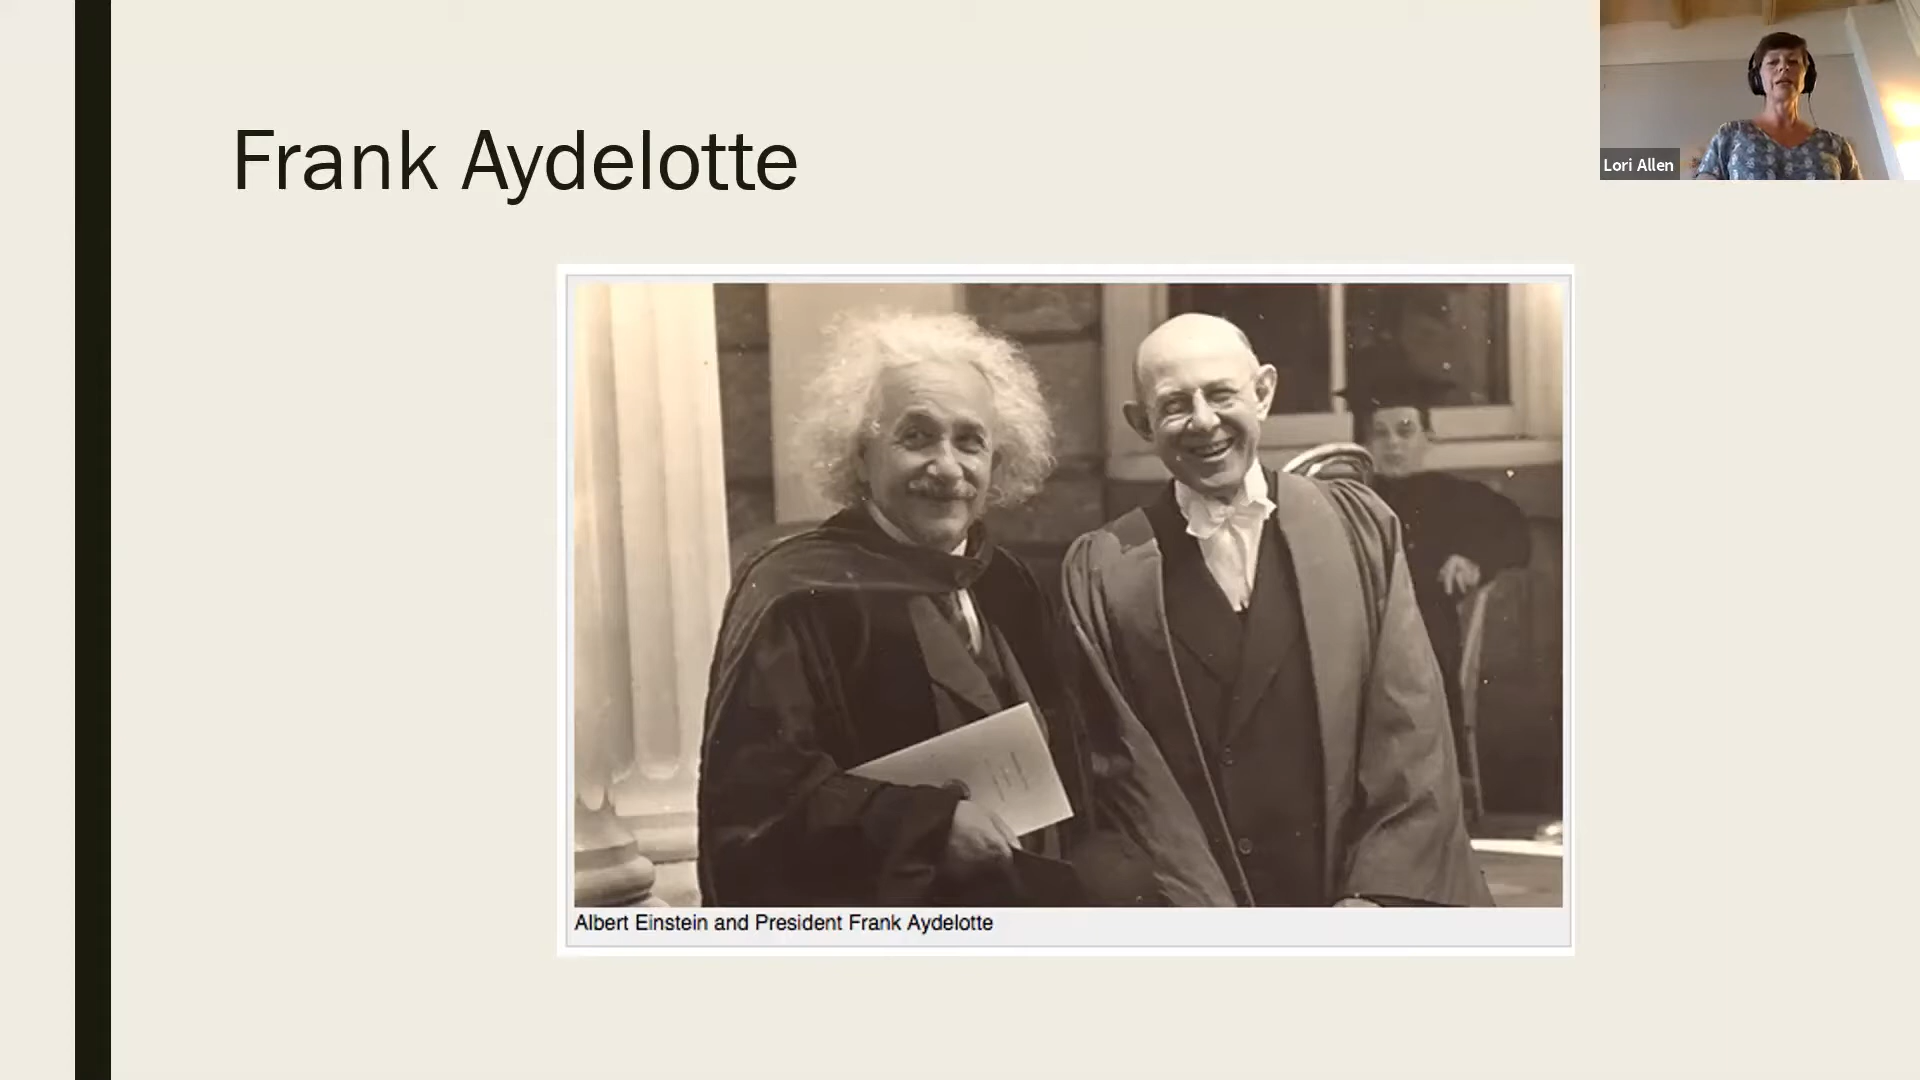 Frank Aydelotte
Lori Allen
Albert Einstein and President Frank Aydelotte